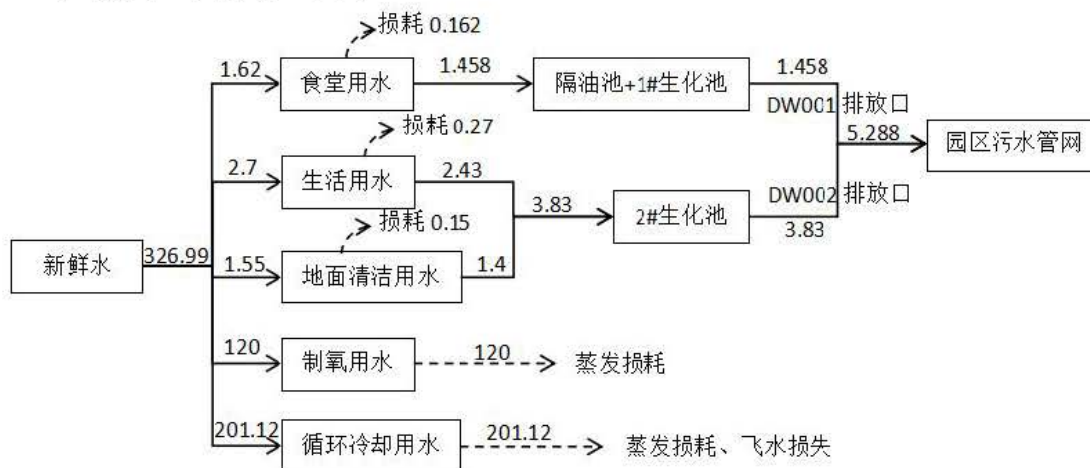 损耗 0.162
1.62
食堂用水
1.458
隔油池+1#生化池
1.458
DW001 排放口
损耗 0.27
5.288
园区污水管网
2.7
生活用水
2.43
3.83
2#生化池
DW002 排放口
3.83
损耗 0.15
新鲜水
326.99
1.55
地面清洁用水
1.4
120
制氧用水
120
蒸发损耗
201.12
循环冷却用水
201.12
蒸发损耗、飞水损失